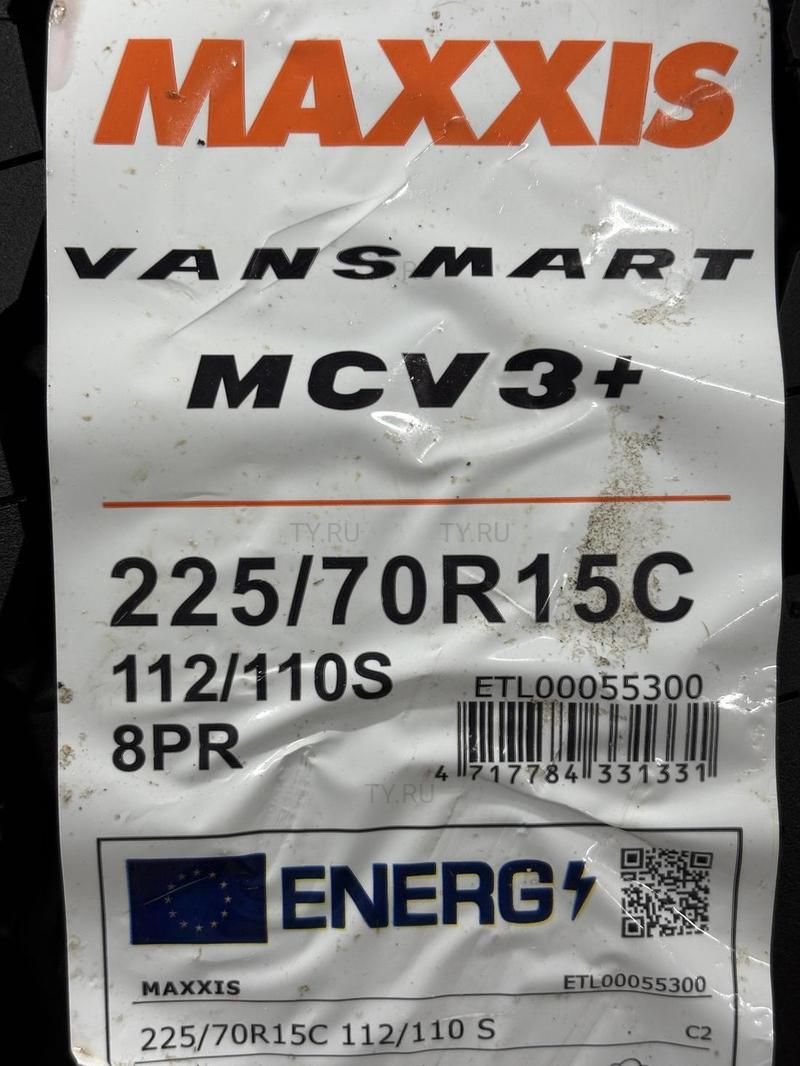 MAXXIS
VANSMART
MCV3+
TY.RU TY.RU
225/70R15C
112/110S
ETL00055300
8PR
4 717784 331331
TY.RU
ENERG
MAXXIS ETL00055300
225/70R15C 112/110 S C2